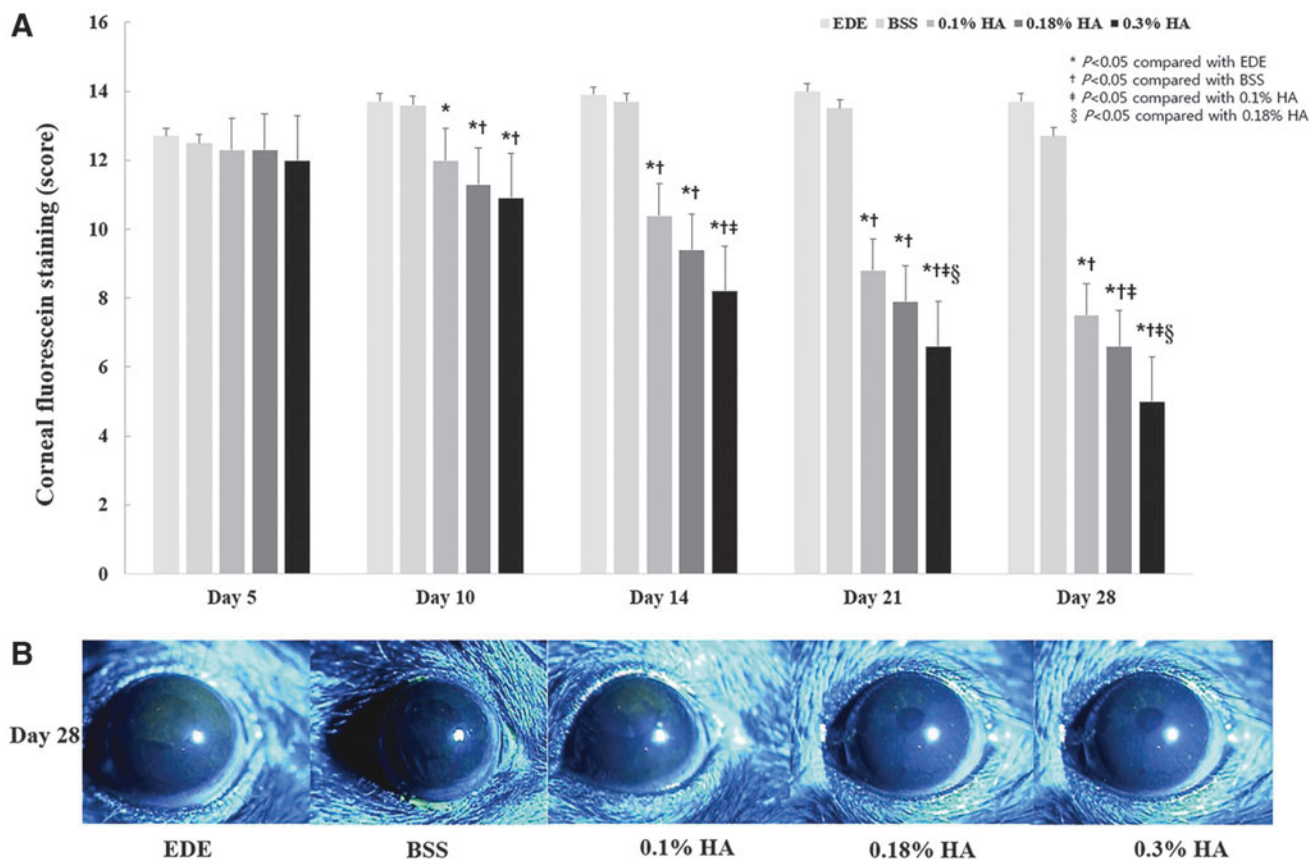 A
16
14
12
10
8
6
4
2
0
Corneal fluorescein staining (score)
EDE BSS 0.1% HA 0.18% HA 0.3% HA
* P<0.05 compared with EDE
† P<0.05 compared with BSS
‡ P<0.05 compared with 0.1% HA
§ P<0.05 compared with 0.18% HA
* *† *†
*† *† *†‡
*† *† *†‡§
*† *†‡ *†‡§
Day 5 Day 10 Day 14 Day 21 Day 28
B
Day 28
EDE BSS 0.1% HA 0.18% HA 0.3% HA